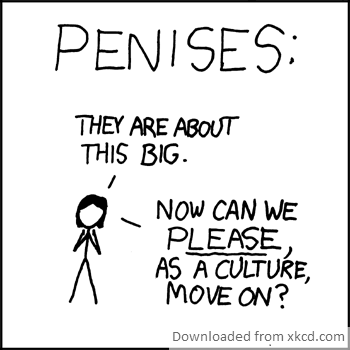 PENISES:
THEY ARE ABOUT
THIS BIG.
NOW CAN WE
PLEASE,
AS A CULTURE,
MOVE ON?
Downloaded from xkcd.com